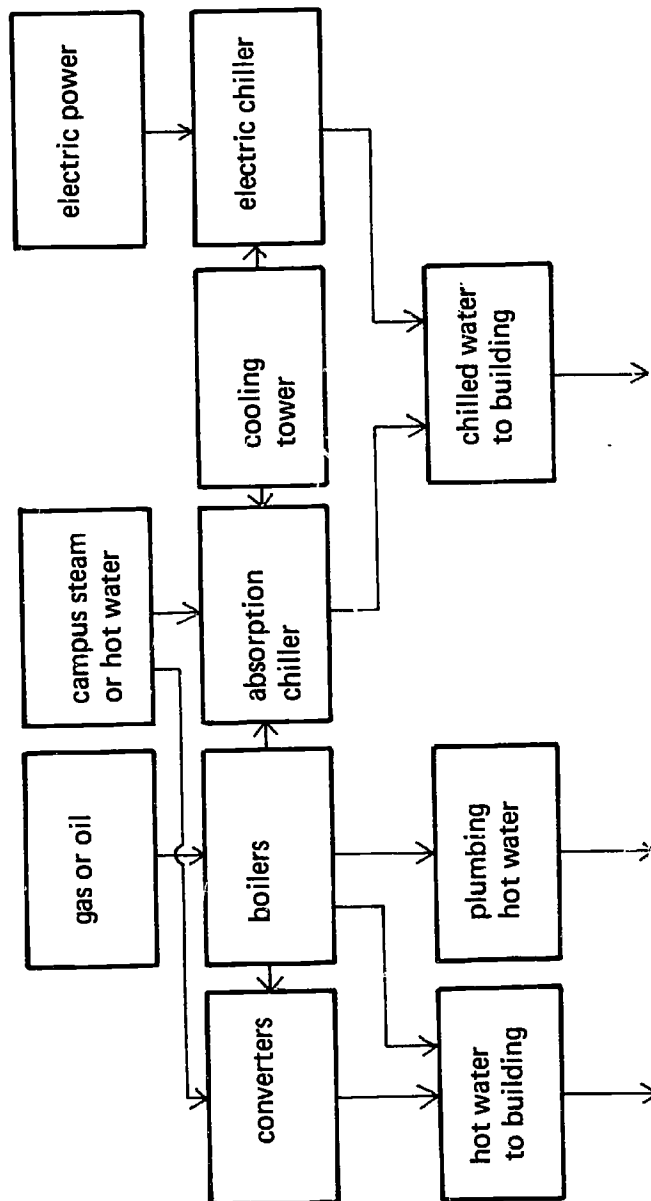 gas or oil
campus steam
or hot water
electric power
converters
boilers
absorption
chiller
cooling
tower
electric chiller
hot water
to building
plumbing
hot water
chilled water
to building